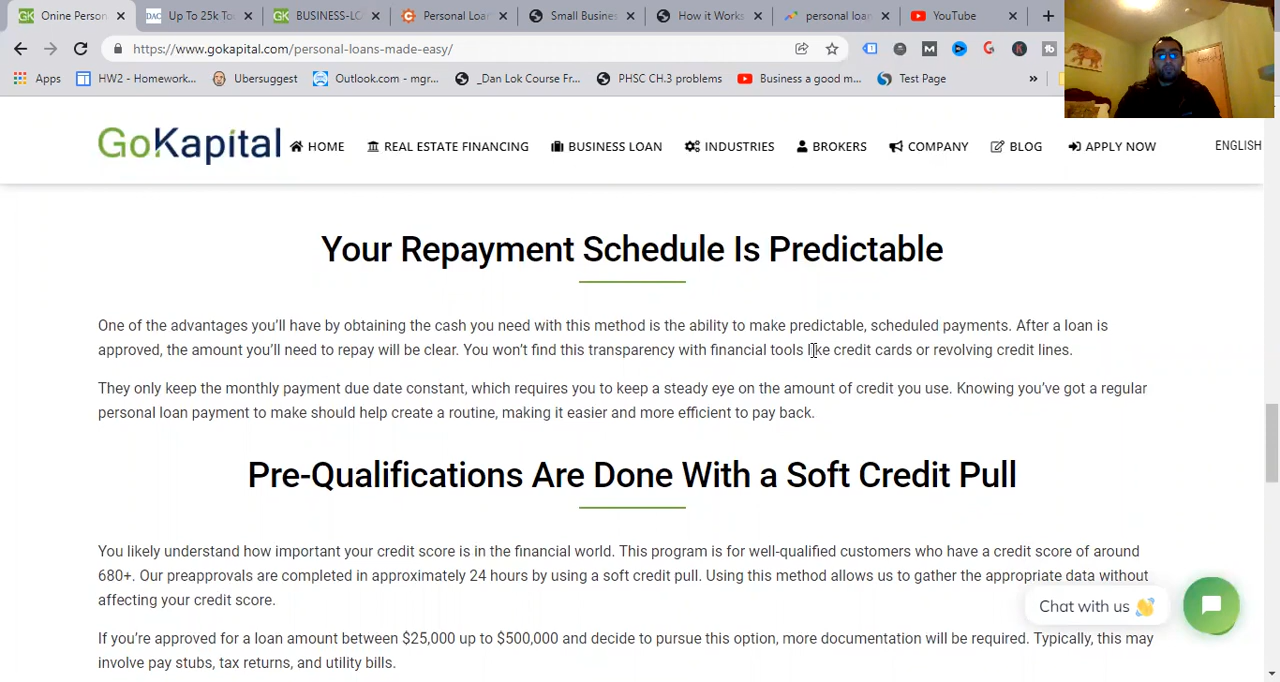 Onine Person
Up To 25k To
BUSINESS-LO
Personal Loan
Small Busines
How it Works
personal loan
YouTube
https://www.gokapital.com/personal-loans-made-easy/
Apps
HW2 - Homework...
Ubersuggest
Outlook.com - mgr...
_Dan Lok Course Fr...
PHSC CH.3 problems
Business a good m...
Test Page
»
GoKapital
HOME
REAL ESTATE FINANCING
BUSINESS LOAN
INDUSTRIES
BROKERS
COMPANY
BLOG
APPLY NOW
ENGLISH
Your Repayment Schedule Is Predictable
One of the advantages you'll have by obtaining the cash you need with this method is the ability to make predictable, scheduled payments. After a loan is
approved, the amount you'll need to repay will be clear. You won't find this transparency with financial tools like credit cards or revolving credit lines.
They only keep the monthly payment due date constant, which requires you to keep a steady eye on the amount of credit you use. Knowing you've got a regular
personal loan payment to make should help create a routine, making it easier and more efficient to pay back.
Pre-Qualifications Are Done With a Soft Credit Pull
You likely understand how important your credit score is in the financial world. This program is for well-qualified customers who have a credit score of around
680+. Our preapprovals are completed in approximately 24 hours by using a soft credit pull. Using this method allows us to gather the appropriate data without
affecting your credit score.
Chat with us 👋
If you're approved for a loan amount between $25,000 up to $500,000 and decide to pursue this option, more documentation will be required. Typically, this may
involve pay stubs, tax returns, and utility bills.